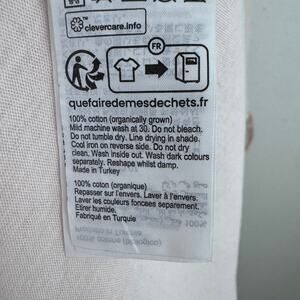 clevercare.info
FR
quefairedemesdechets.fr
100% cotton (organically grown)
Mild machine wash at 30. Do not bleach.
Do not tumble dry. Line drying in shade.
Cool iron on reverse side. Do not dry
clean. Wash inside out. Wash dark colours
separately. Reshape whilst damp.
Made in Turkey
100% coton (organique)
Repasser sur l'envers. Laver à l'envers.
Laver les couleurs foncées separement.
Etirer humide.
Fabriqué en Turquie